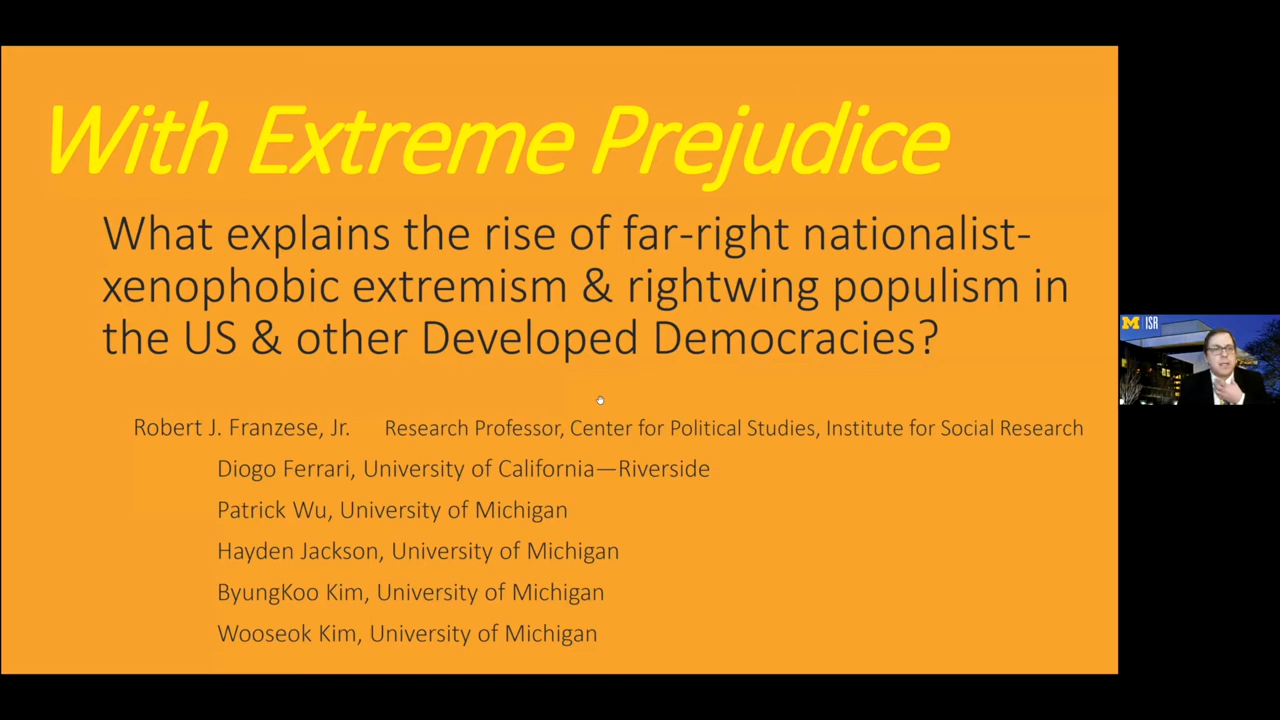 With Extreme Prejudice
What explains the rise of far-right nationalist-
xenophobic extremism & rightwing populism in
the US & other Developed Democracies?
Robert J. Franzese, Jr. Research Professor, Center for Political Studies, Institute for Social Research
Diogo Ferrari, University of California—Riverside
Patrick Wu, University of Michigan
Hayden Jackson, University of Michigan
ByungKoo Kim, University of Michigan
Wooseok Kim, University of Michigan
M ISR